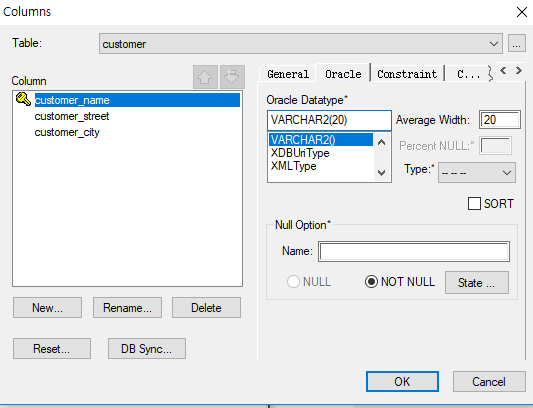 Columns
Table:
customer
...
Column
General
Oracle
Constraint
C...
customer_name
customer_street
customer_city
Oracle Datatype*
VARCHAR2(20)
Average Width:
20
VARCHAR2()
XDBUriType
XMLType
Percent NULL:*
Type:*
-- -- --
SORT
Null Option*
Name:
NULL
NOT NULL
State ...
New...
Rename...
Delete
Reset...
DB Sync...
OK
Cancel